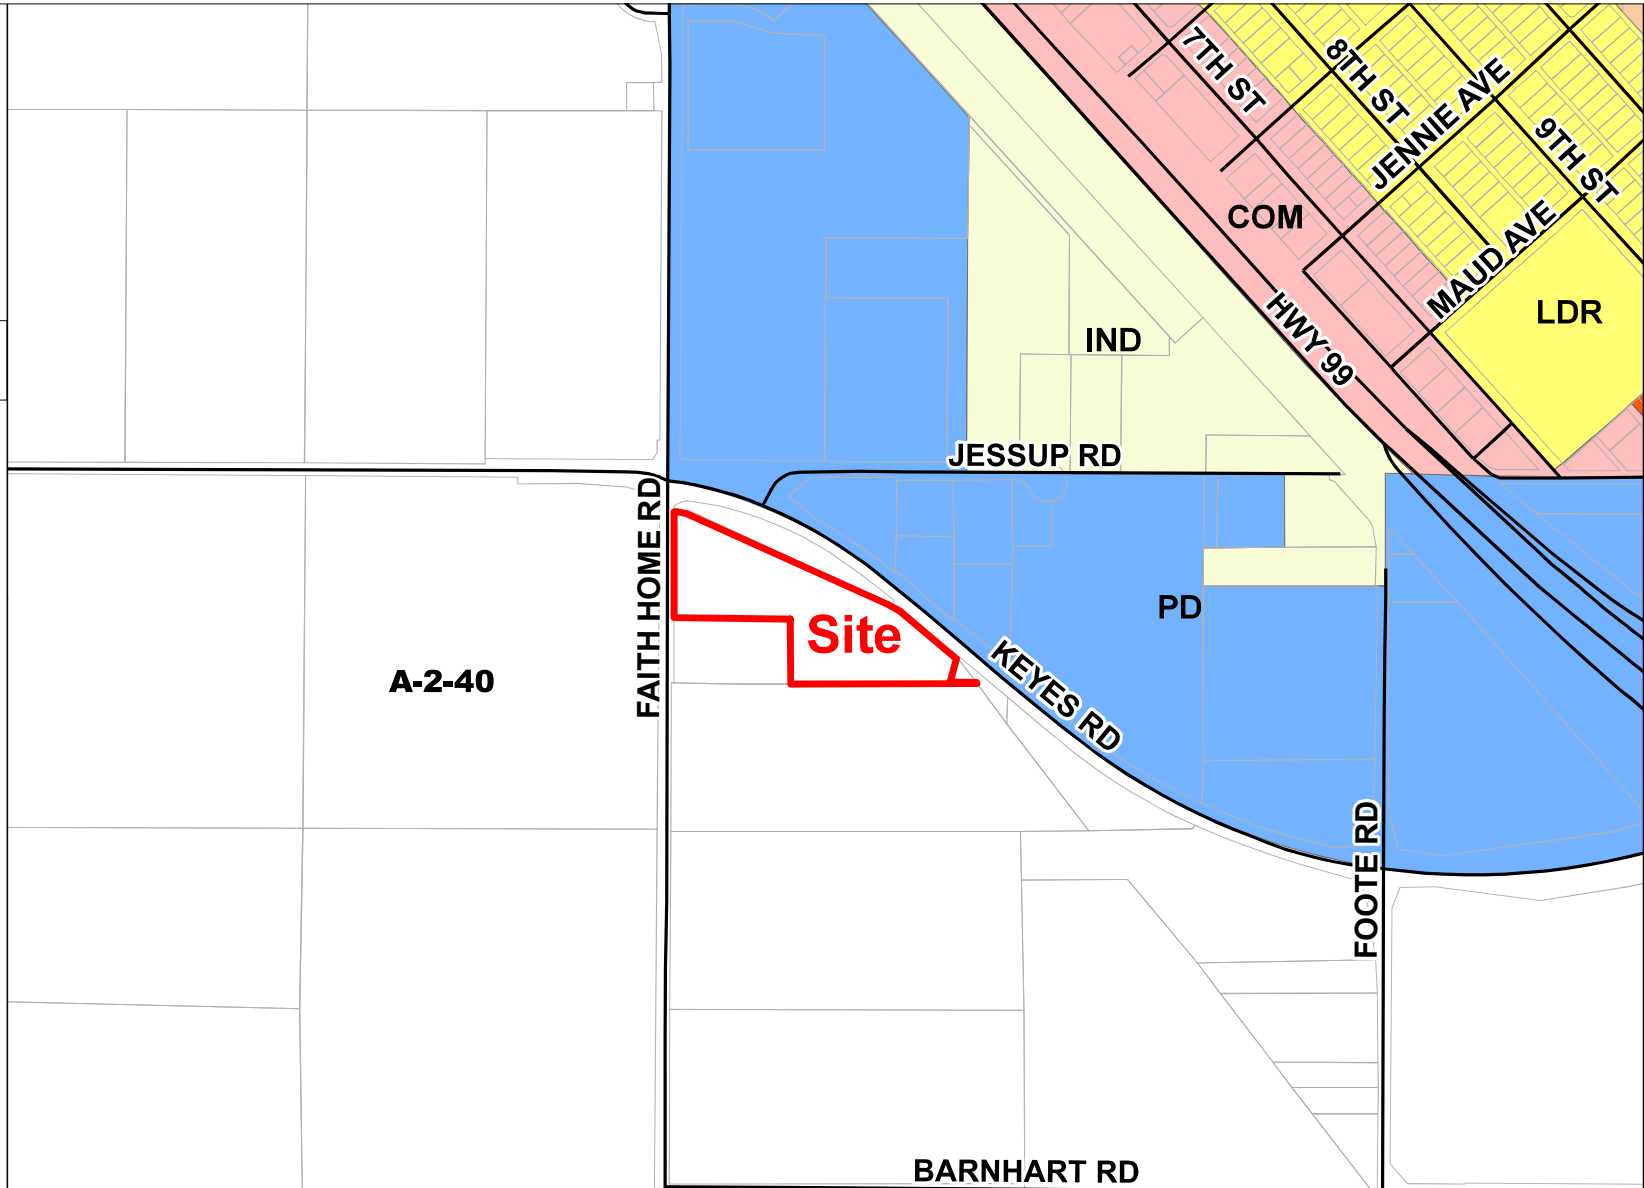 7TH ST
8TH ST
JENNIE AVE
9TH ST
COM
MAUD AVE
LDR
HWY 99
IND
JESSUP RD
FAITH HOME RD
Site
PD
KEYES RD
A-2-40
FOOTE RD
BARNHART RD